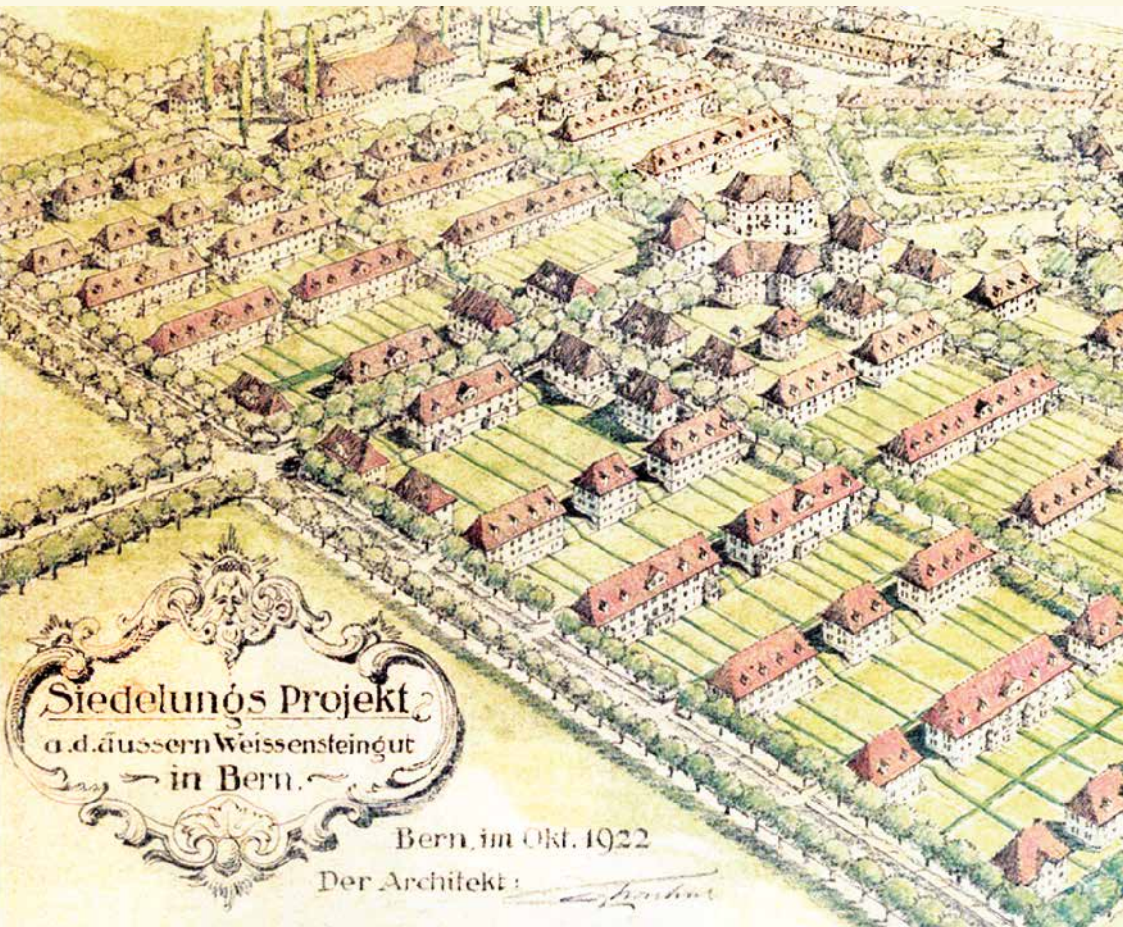 Siedelungs Projekt
a.d. äussern Weissensteingut
in Bern.
Bern, im Okt. 1922
Der Architekt: